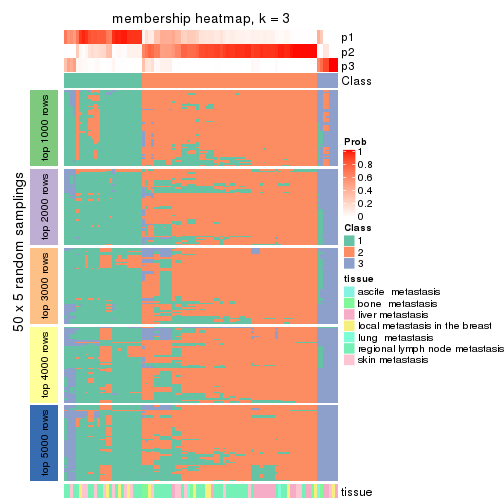 membership heatmap, k = 3
p1
p2
p3
Class
50 x 5 random samplings
top 1000 rows
top 2000 rows
top 3000 rows
top 4000 rows
top 5000 rows
tissue
Prob
1
0.8
0.6
0.4
0.2
0
Class
1
2
3
tissue
ascite metastasis
bone metastasis
liver metastasis
local metastasis in the breast
lung metastasis
regional lymph node metastasis
skin metastasis